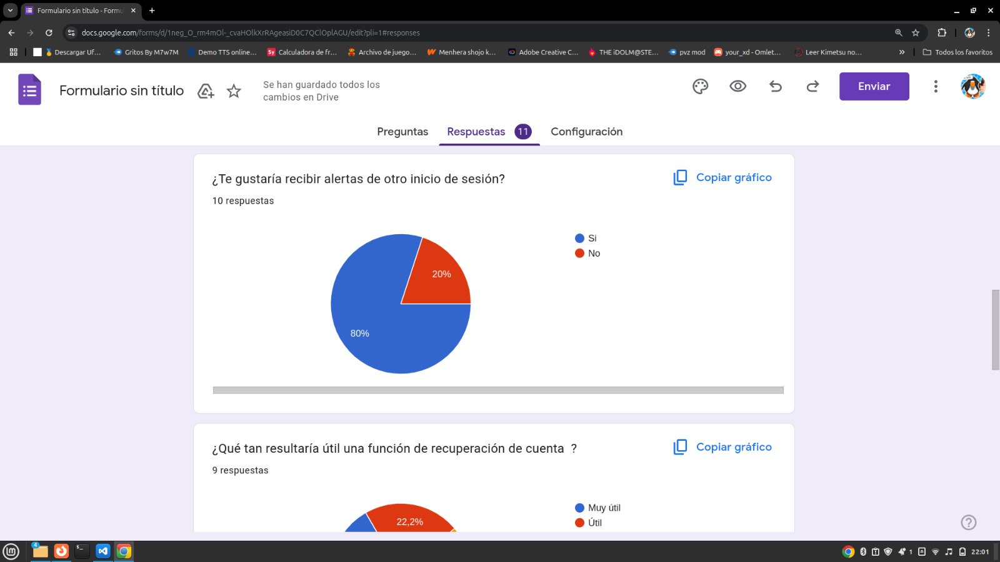 Formulario sin título - Formu
docs.google.com/forms/d/1neg_O_rm4mOl-_cvaHOlkXrRAgeasiD0C7QClOplAGU/edit?pli=1#responses
Descargar Uf...
Gritos By M7w7M
Demo TTS online...
Sy Calculadora de fr...
Archivo de juego...
Menhera shojo k...
Adobe Creative C...
THE iDOLM@STE...
pvz mod
your_xd - Omlet...
Leer Kimetsu no...
»
Todos los favoritos
Formulario sin título
Se han guardado todos los
cambios en Drive
Enviar
Preguntas
Respuestas 11
Configuración
¿Te gustaría recibir alertas de otro inicio de sesión?
Copiar gráfico
10 respuestas
Si
No
20%
80%
¿Qué tan resultaría útil una función de recuperación de cuenta ?
Copiar gráfico
9 respuestas
Muy útil
Útil
22,2%
4
1
22:01